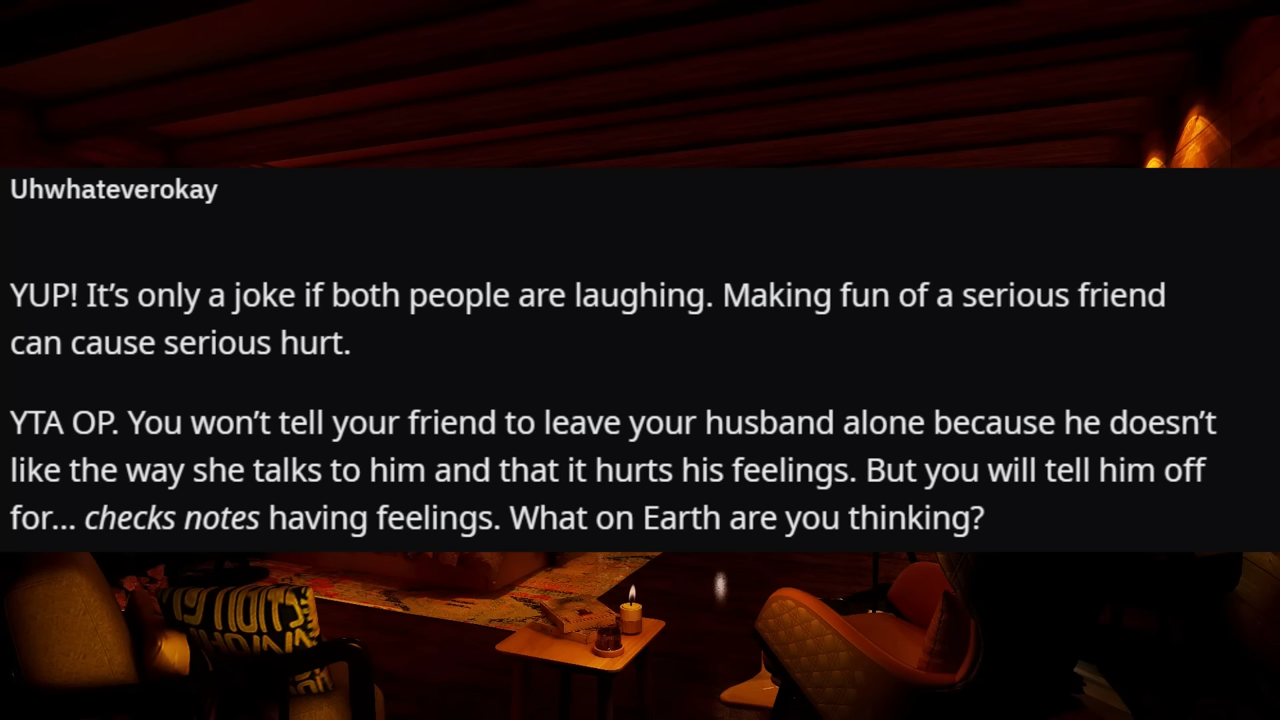 Uhwhateverokay
YUP! It’s only a joke if both people are laughing. Making fun of a serious friend
can cause serious hurt.
YTA OP. You won’t tell your friend to leave your husband alone because he doesn’t
like the way she talks to him and that it hurts his feelings. But you will tell him off
for... checks notes having feelings. What on Earth are you thinking?